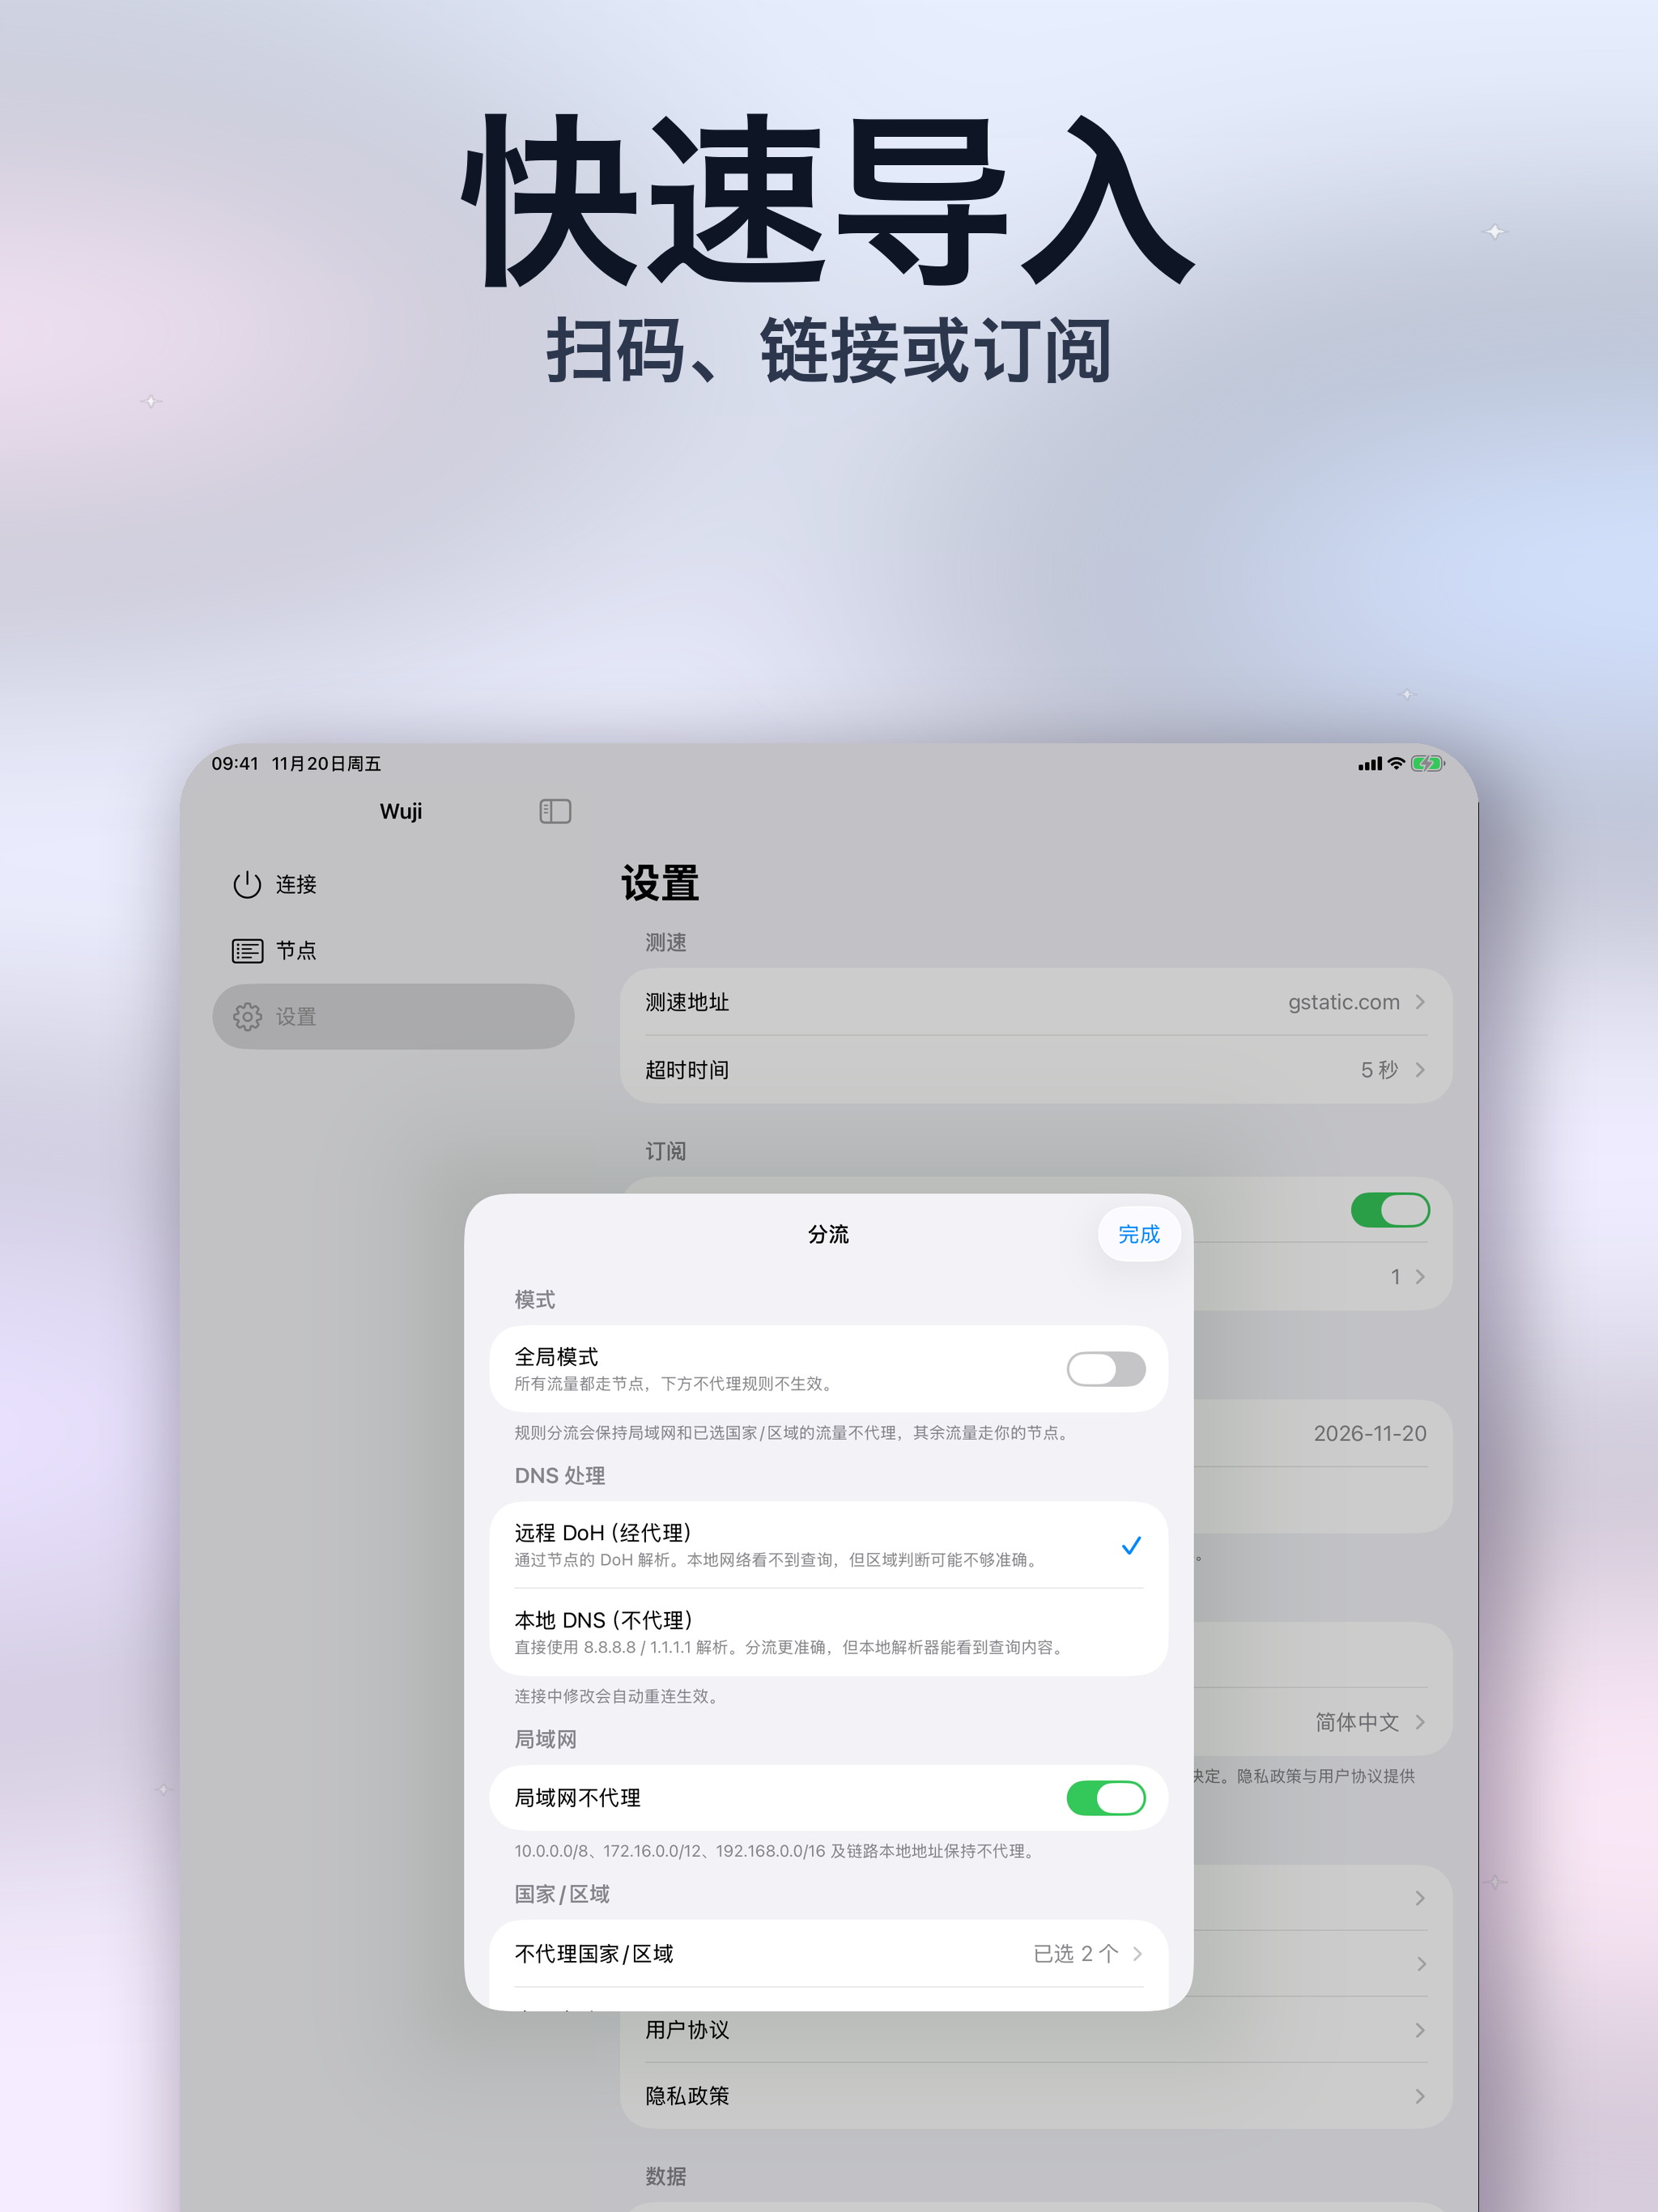 快速导入
扫码、链接或订阅
09:41 11月20日周五
Wuji
连接
节点
设置
设置
测速
测速地址 gstatic.com
超时时间 5 秒
订阅
1
2026-11-20
。
简体中文
决定。隐私政策与用户协议提供
用户协议
隐私政策
数据
分流
完成
模式
全局模式
所有流量都走节点，下方不代理规则不生效。
规则分流会保持局域网和已选国家/区域的流量不代理，其余流量走你的节点。
DNS 处理
远程 DoH（经代理）
通过节点的 DoH 解析。本地网络看不到查询，但区域判断可能不够准确。
本地 DNS（不代理）
直接使用 8.8.8.8 / 1.1.1.1 解析。分流更准确，但本地解析器能看到查询内容。
连接中修改会自动重连生效。
局域网
局域网不代理
10.0.0.0/8、172.16.0.0/12、192.168.0.0/16 及链路本地地址保持不代理。
国家/区域
不代理国家/区域 已选 2 个